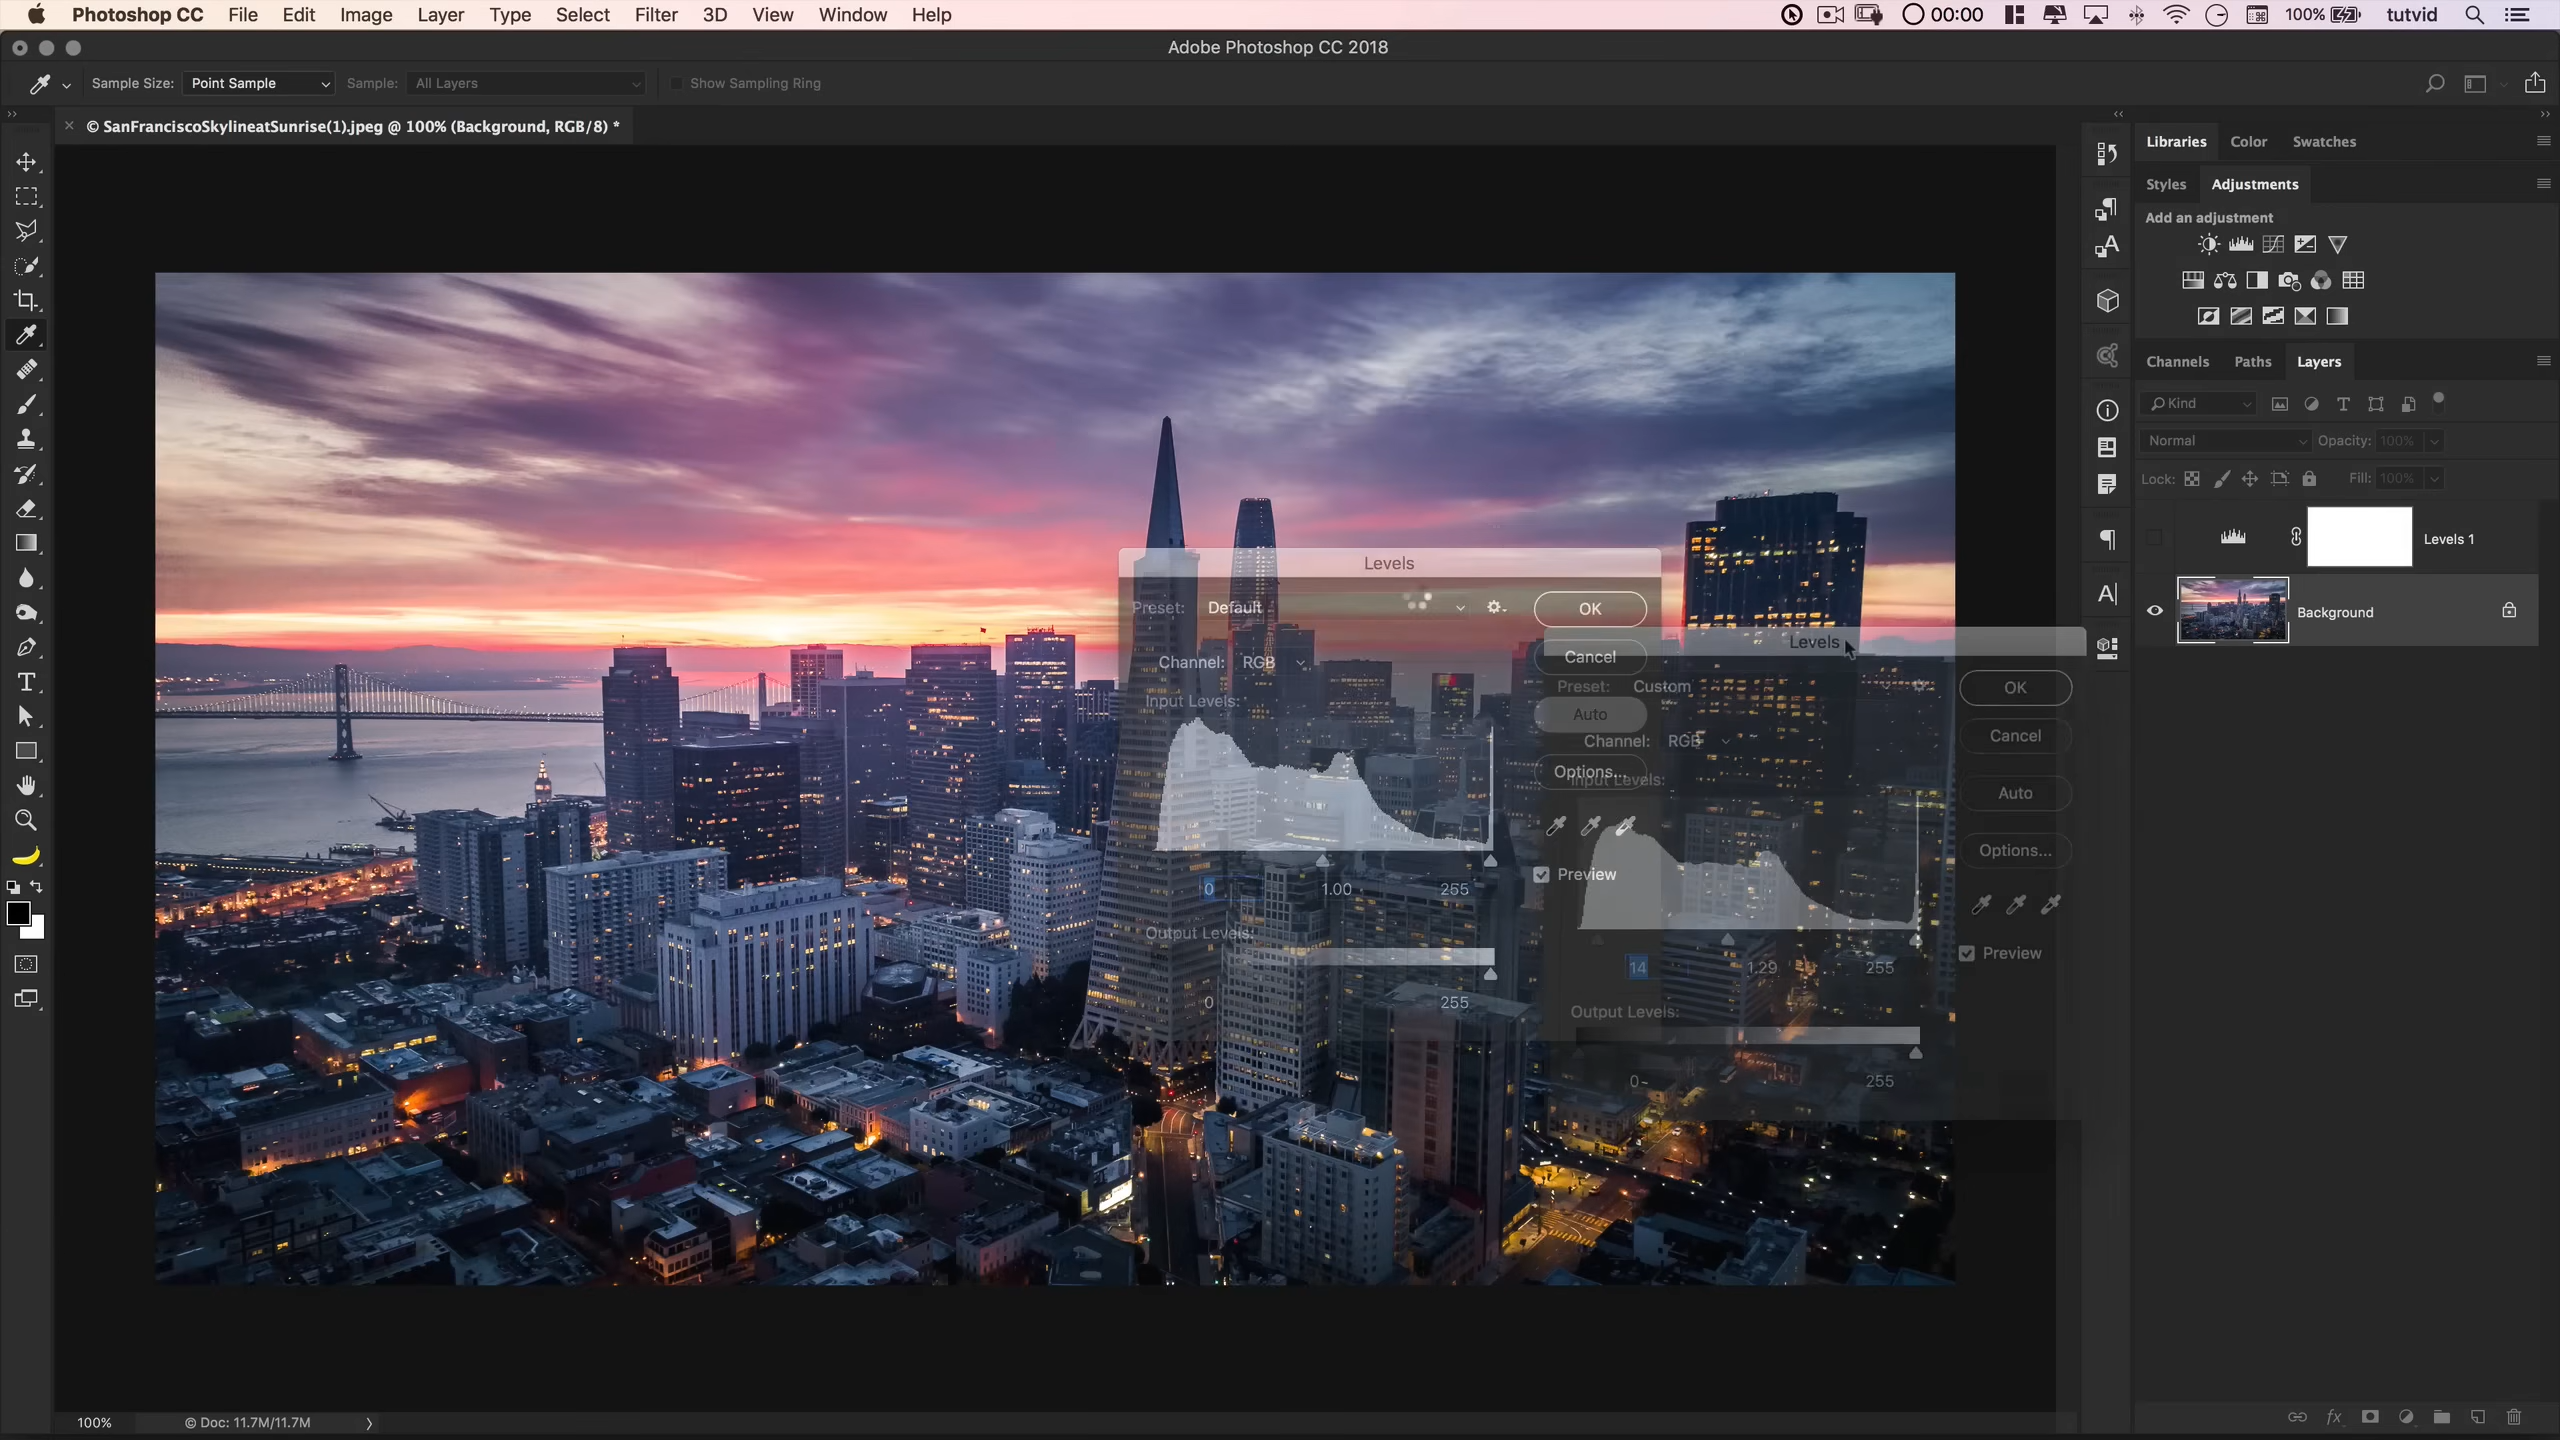 Photoshop CC File Edit Image Layer Type Select Filter 3D View Window Help 00:00 100% tutvid
Adobe Photoshop CC 2018
Sample Size: Point Sample Sample: All Layers Show Sampling Ring
© SanFranciscoSkylineatSunrise(1).jpeg @ 100% (Background, RGB/8) *
Libraries Color Swatches
Styles Adjustments
Add an adjustment
Channels Paths Layers
Kind
Normal Opacity: 100%
Lock: Fill: 100%
Levels 1
Background
Levels
Preset: Default OK
Channel: RGB Cancel
Input Levels: Auto
Options...
Preview
0 1.00 255
Output Levels:
0 255
Levels
Preset: Custom OK
Channel: RGB Cancel
Input Levels: Auto
Options...
Preview
14 1.29 255
Output Levels:
0 255
100% © Doc: 11.7M/11.7M